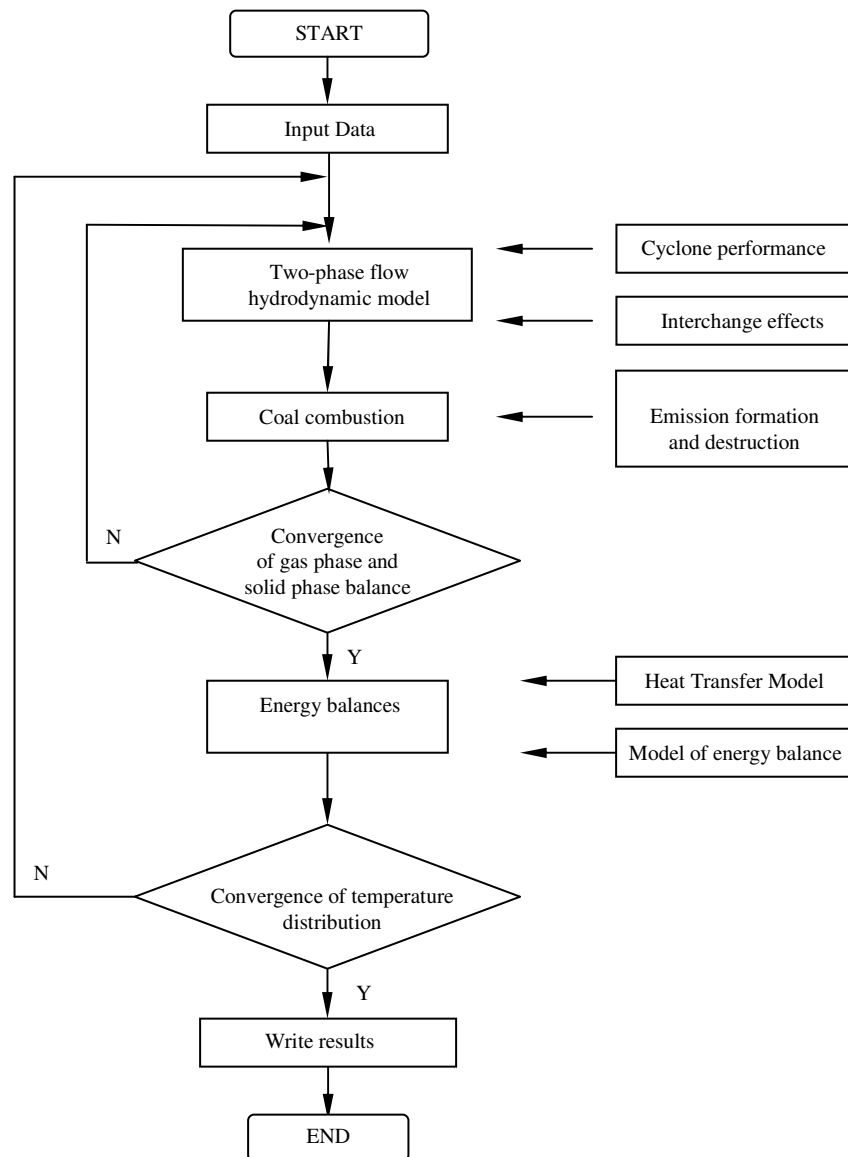 START
Input Data
Cyclone performance
Two-phase flow
hydrodynamic model
Interchange effects
Coal combustion
Emission formation
and destruction
N
Convergence
of gas phase and
solid phase balance
Y
Energy balances
Heat Transfer Model
Model of energy balance
N
Convergence of temperature
distribution
Y
Write results
END